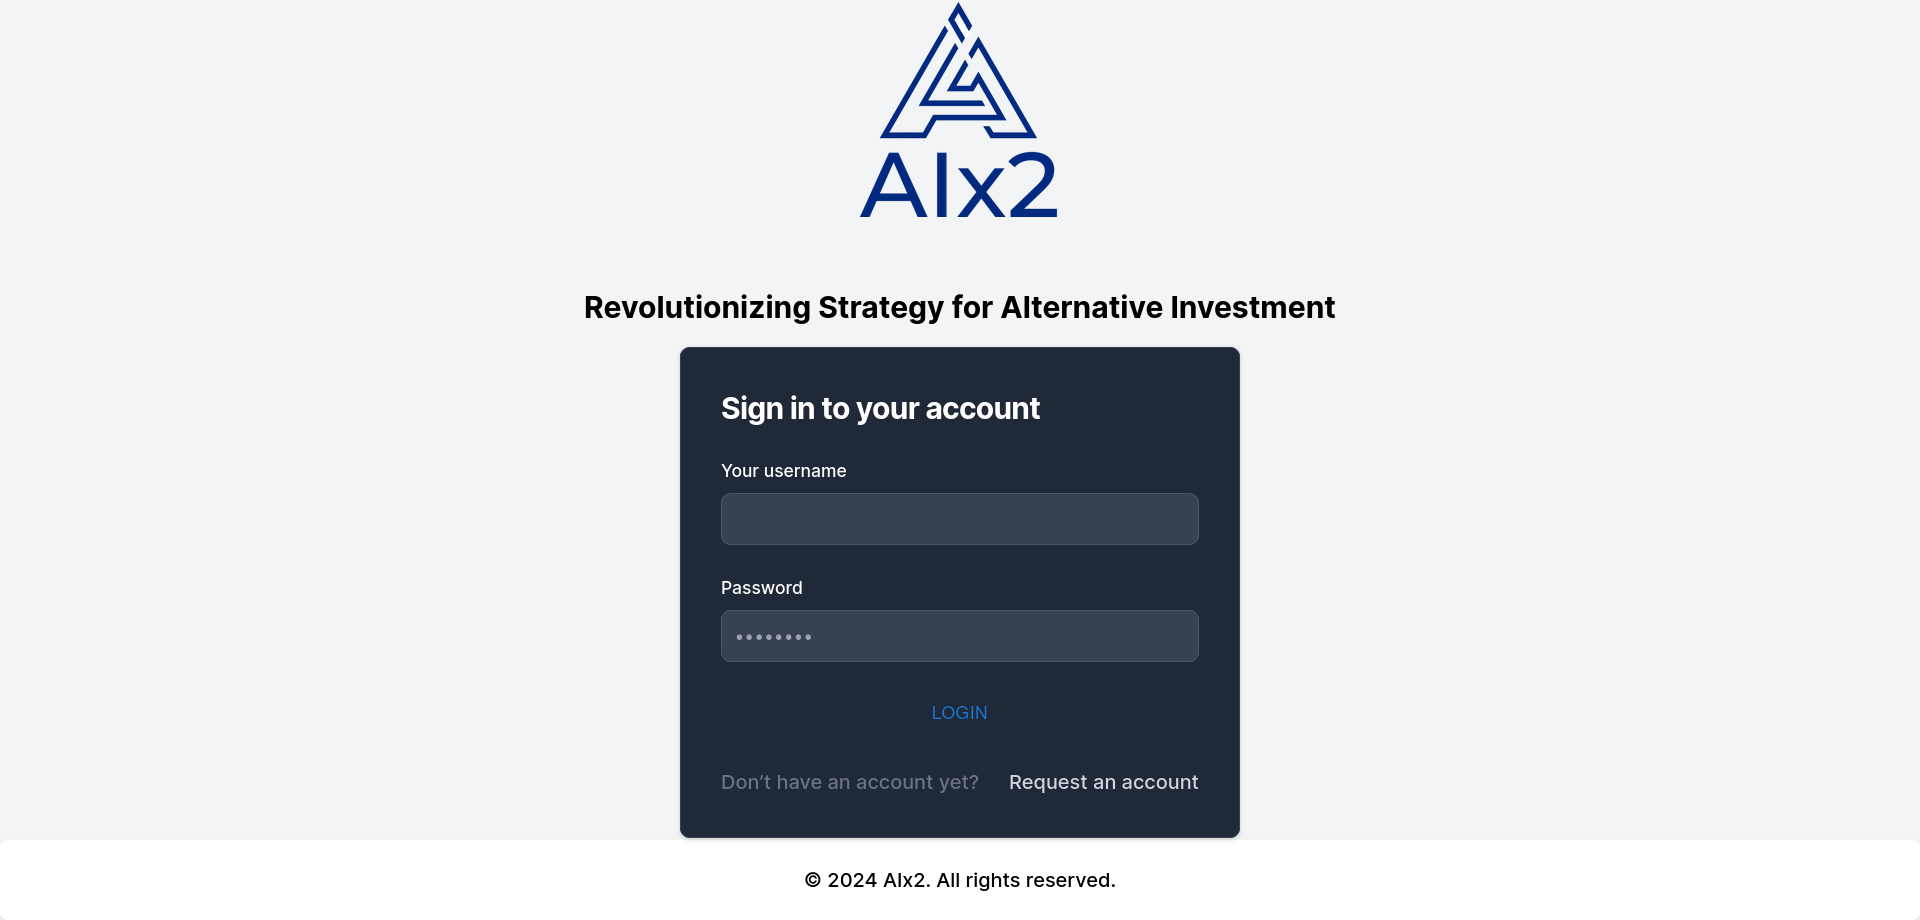 AIx2
Revolutionizing Strategy for Alternative Investment
Sign in to your account
Your username
Password
••••••••
LOGIN
Don’t have an account yet? Request an account
© 2024 AIx2. All rights reserved.